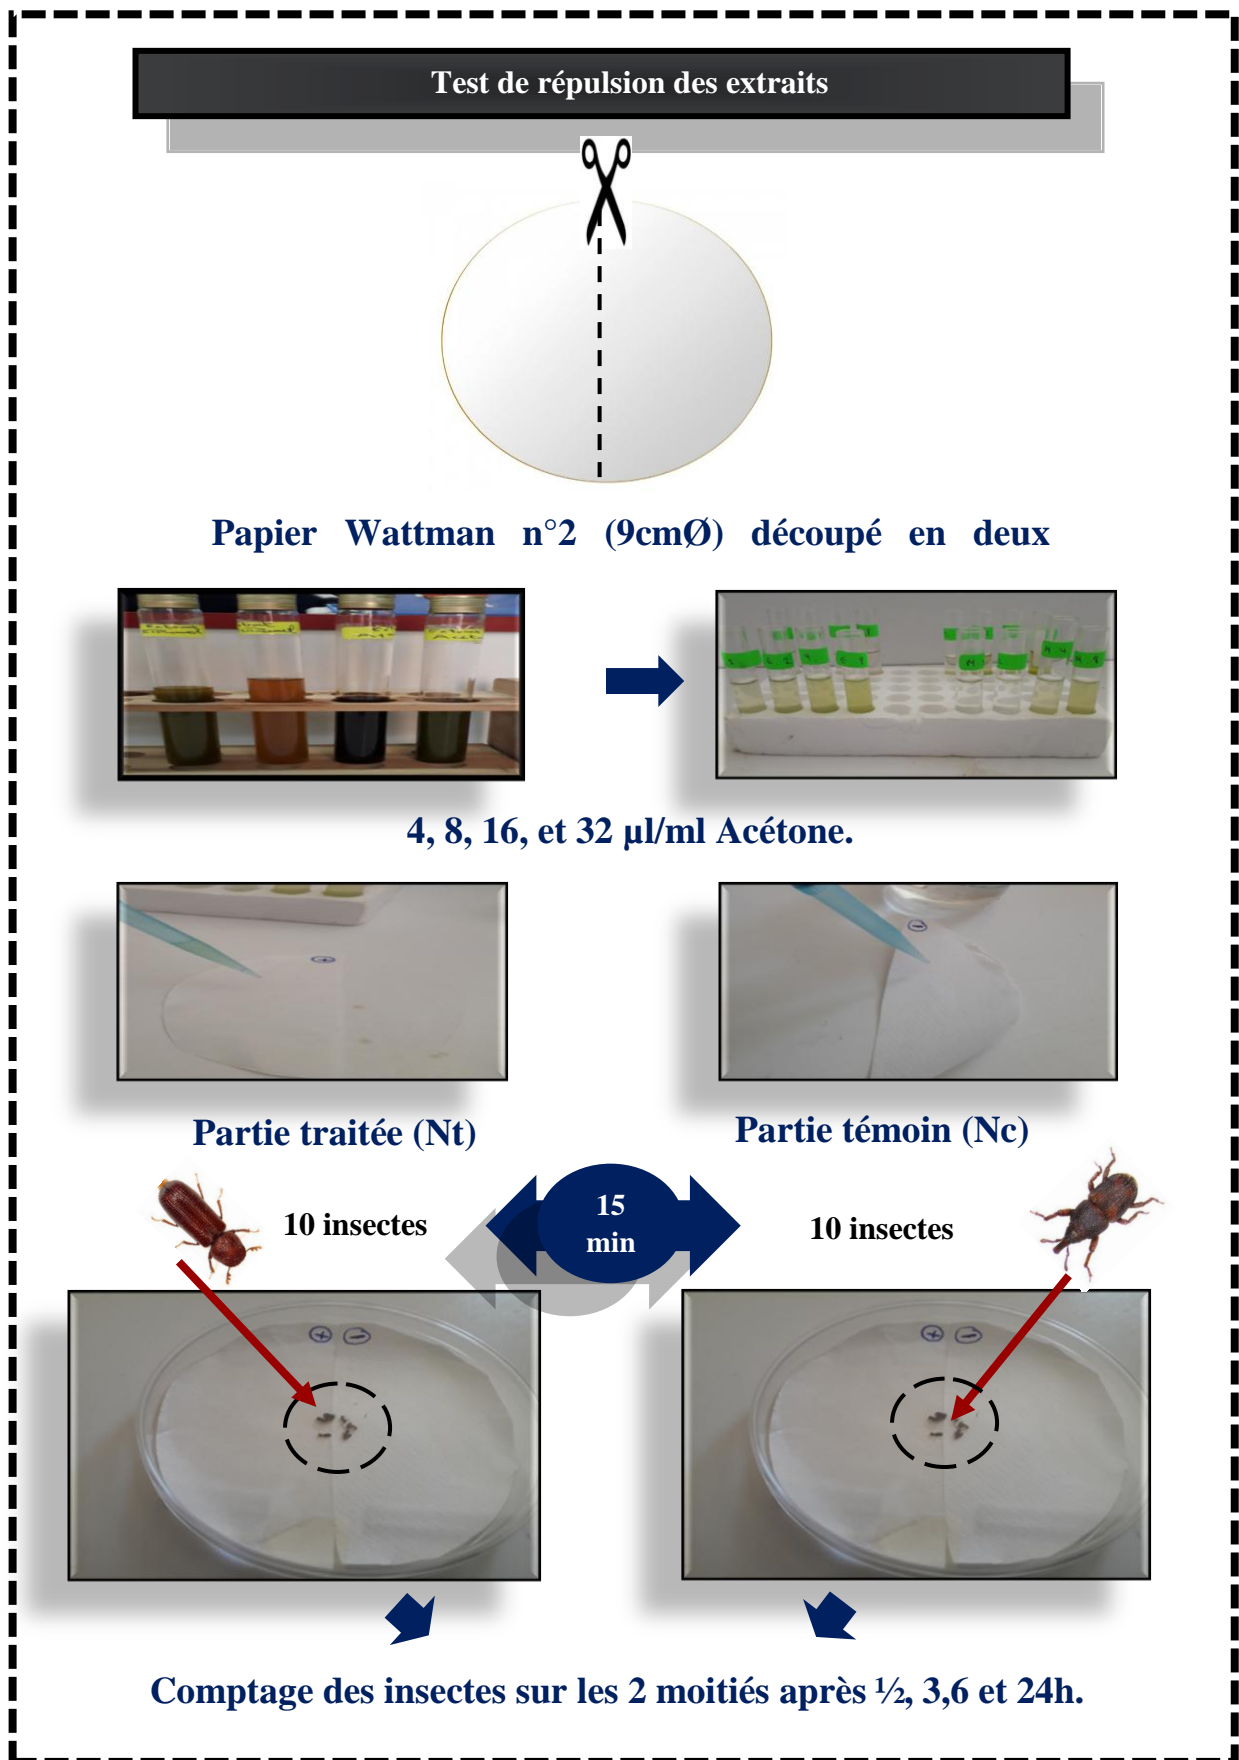 Test de répulsion des extraits
Papier Wattman n°2 (9cmØ) découpé en deux
4, 8, 16, et 32 µl/ml Acétone.
Partie traitée (Nt)
Partie témoin (Nc)
10 insectes
15
min
10 insectes
Comptage des insectes sur les 2 moitiés après ½, 3,6 et 24h.